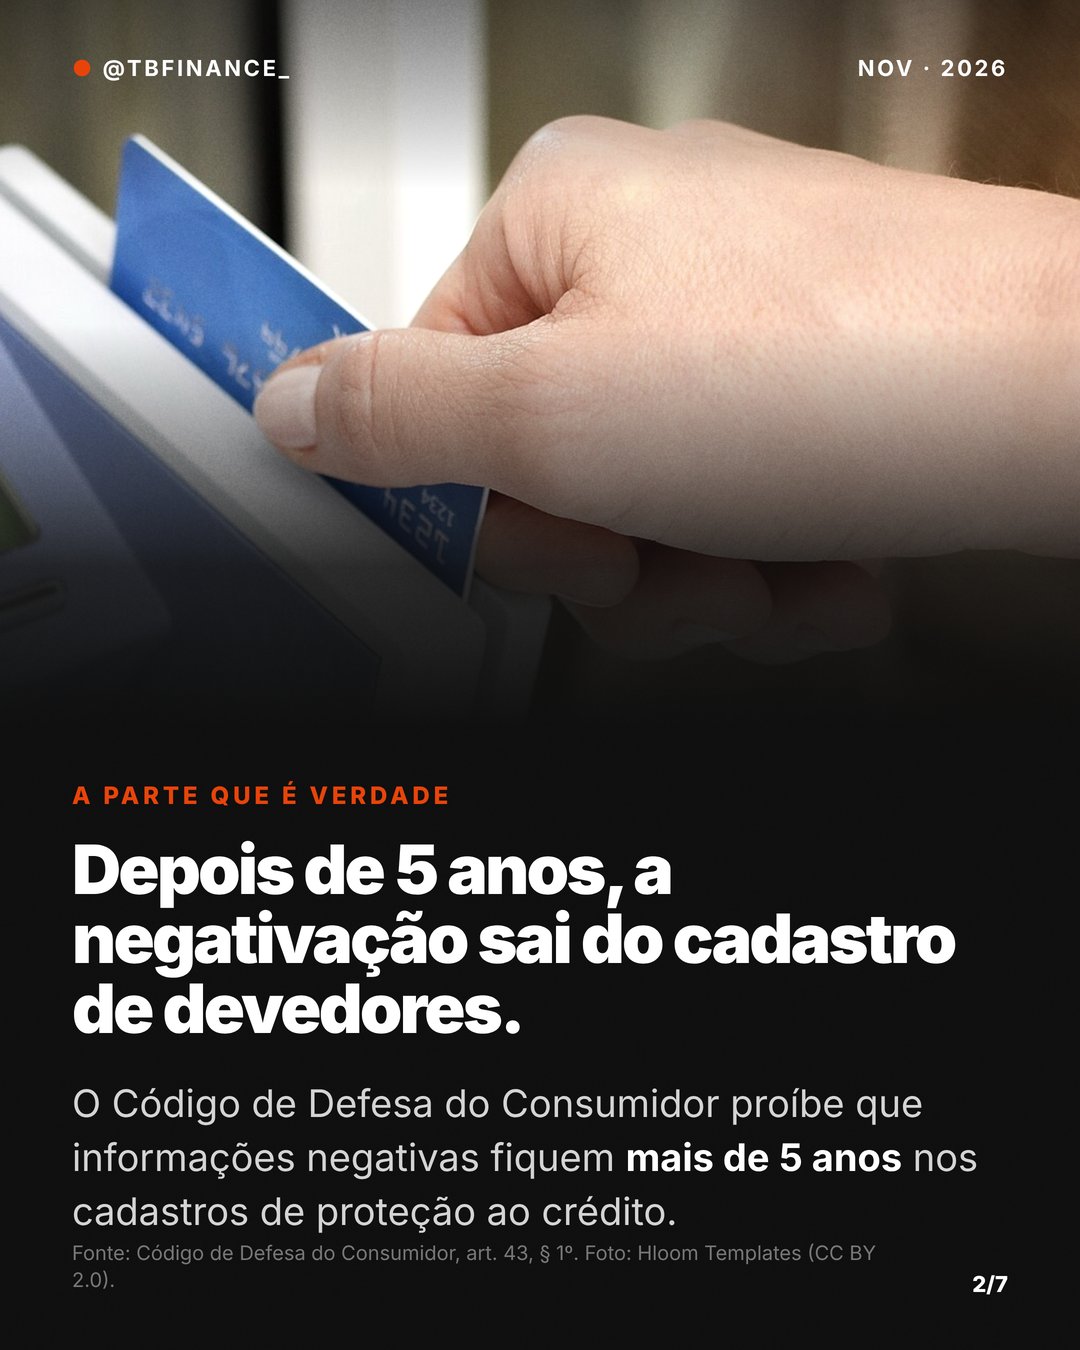 @TBFINANCE_
NOV · 2026
1234
A PARTE QUE É VERDADE
Depois de 5 anos, a
negativação sai do cadastro
de devedores.
O Código de Defesa do Consumidor proíbe que
informações negativas fiquem mais de 5 anos nos
cadastros de proteção ao crédito.
Fonte: Código de Defesa do Consumidor, art. 43, § 1º. Foto: Hloom Templates (CC BY
2.0).
2/7